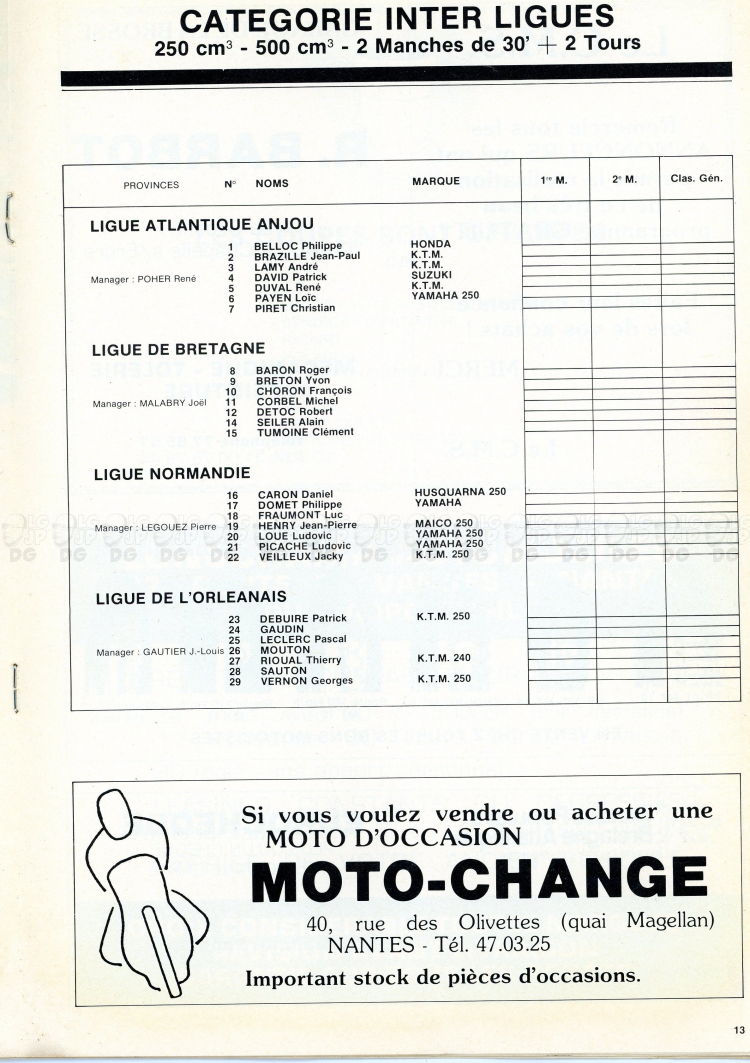 CATEGORIE INTER LIGUES
250 cm³ - 500 cm³ - 2 Manches de 30' + 2 Tours
PROVINCES N° NOMS MARQUE 1re M. 2e M. Clas. Gén.
LIGUE ATLANTIQUE ANJOU
1 BELLOC Philippe HONDA
2 BRAZILLE Jean-Paul K.T.M.
3 LAMY André K.T.M.
Manager : POHER René 4 DAVID Patrick SUZUKI
5 DUVAL René K.T.M.
6 PAYEN Loïc YAMAHA 250
7 PIRET Christian
LIGUE DE BRETAGNE
8 BARON Roger
9 BRETON Yvon
10 CHORON François
Manager : MALABRY Joël 11 CORBEL Michel
12 DETOC Robert
14 SEILER Alain
15 TUMOINE Clément
LIGUE NORMANDIE
16 CARON Daniel HUSQUARNA 250
17 DOMET Philippe YAMAHA
18 FRAUMONT Luc
Manager : LEGOUEZ Pierre 19 HENRY Jean-Pierre MAICO 250
20 LOUE Ludovic YAMAHA 250
21 PICACHE Ludovic YAMAHA 250
22 VEILLEUX Jacky K.T.M. 250
LIGUE DE L'ORLEANAIS
23 DEBUIRE Patrick K.T.M. 250
24 GAUDIN
25 LECLERC Pascal
Manager : GAUTIER J.-Louis 26 MOUTON
27 RIOUAL Thierry K.T.M. 240
28 SAUTON
29 VERNON Georges K.T.M. 250
Si vous voulez vendre ou acheter une
MOTO D'OCCASION
MOTO-CHANGE
40, rue des Olivettes (quai Magellan)
NANTES - Tél. 47.03.25
Important stock de pièces d'occasions.
13